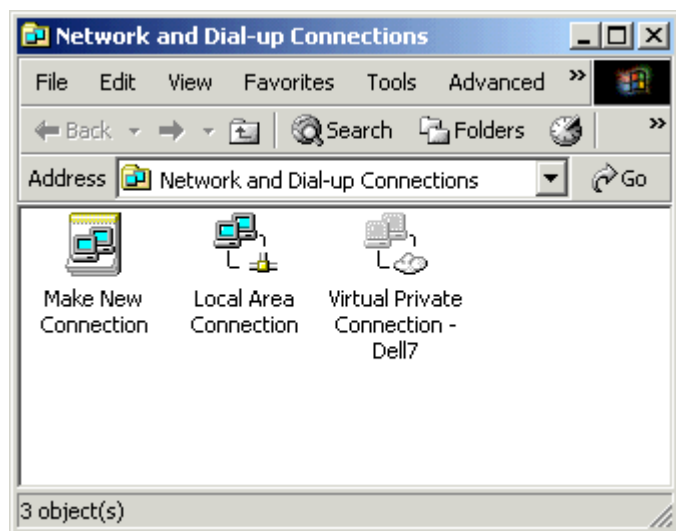 Network and Dial-up Connections
File Edit View Favorites Tools Advanced »
Back Search Folders »
Address Network and Dial-up Connections Go
Make New Connection
Local Area Connection
Virtual Private Connection - Dell7
3 object(s)